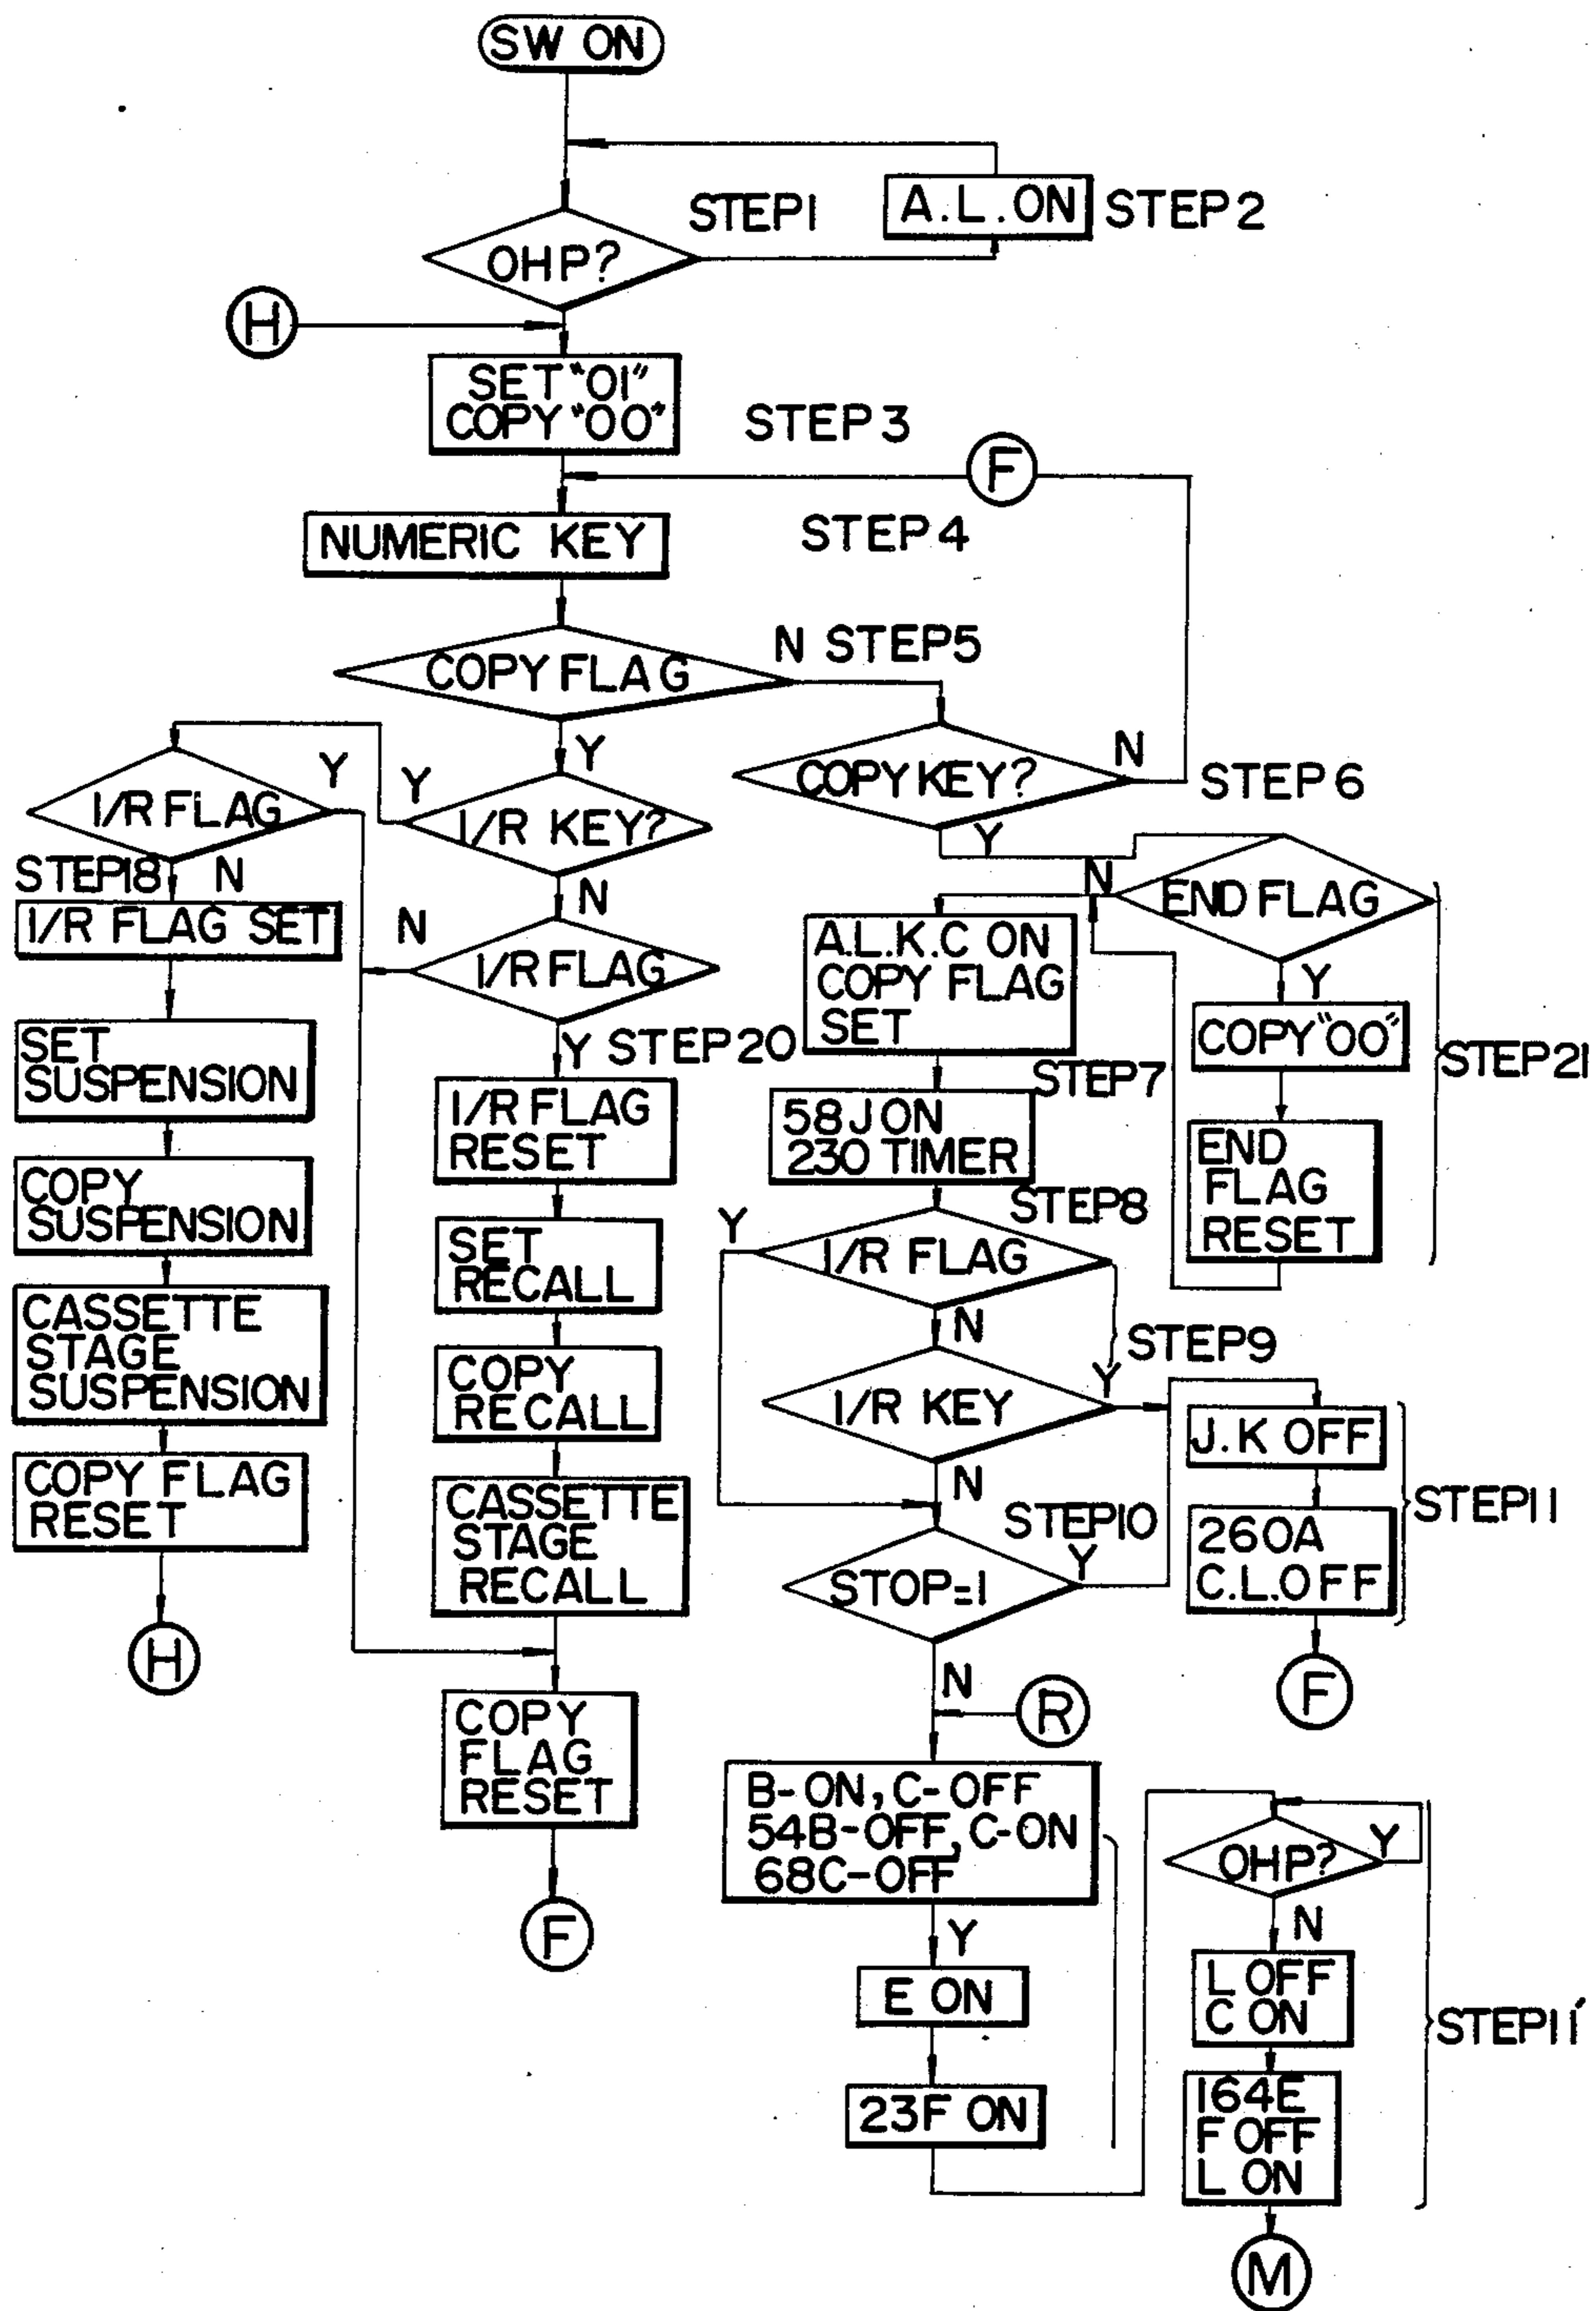 SW ON
STEP1
A.L.ON
STEP2
OHP?
H
SET "01"
COPY "00"
STEP3
F
NUMERIC KEY
STEP4
COPY FLAG
N STEP5
Y
COPY KEY?
N
STEP6
Y
I/R FLAG
Y
Y
I/R KEY?
N
STEP18 N
I/R FLAG SET
N
I/R FLAG
Y STEP20
SET
SUSPENSION
COPY
SUSPENSION
CASSETTE
STAGE
SUSPENSION
COPY FLAG
RESET
H
I/R FLAG
RESET
SET
RECALL
COPY
RECALL
CASSETTE
STAGE
RECALL
COPY
FLAG
RESET
F
N
END FLAG
Y
COPY "00"
STEP21
END
FLAG
RESET
A.L.K.C ON
COPY FLAG
SET
STEP7
58J ON
230 TIMER
STEP8
Y
I/R FLAG
N
STEP9
Y
I/R KEY
N
STEP10
STOP=1
Y
N
J.K OFF
STEP11
260A
C.L.OFF
F
R
B-ON, C-OFF
54B-OFF, C-ON
68C-OFF
Y
E ON
23F ON
OHP?
Y
N
L OFF
C ON
STEP11'
164E
F OFF
L ON
M